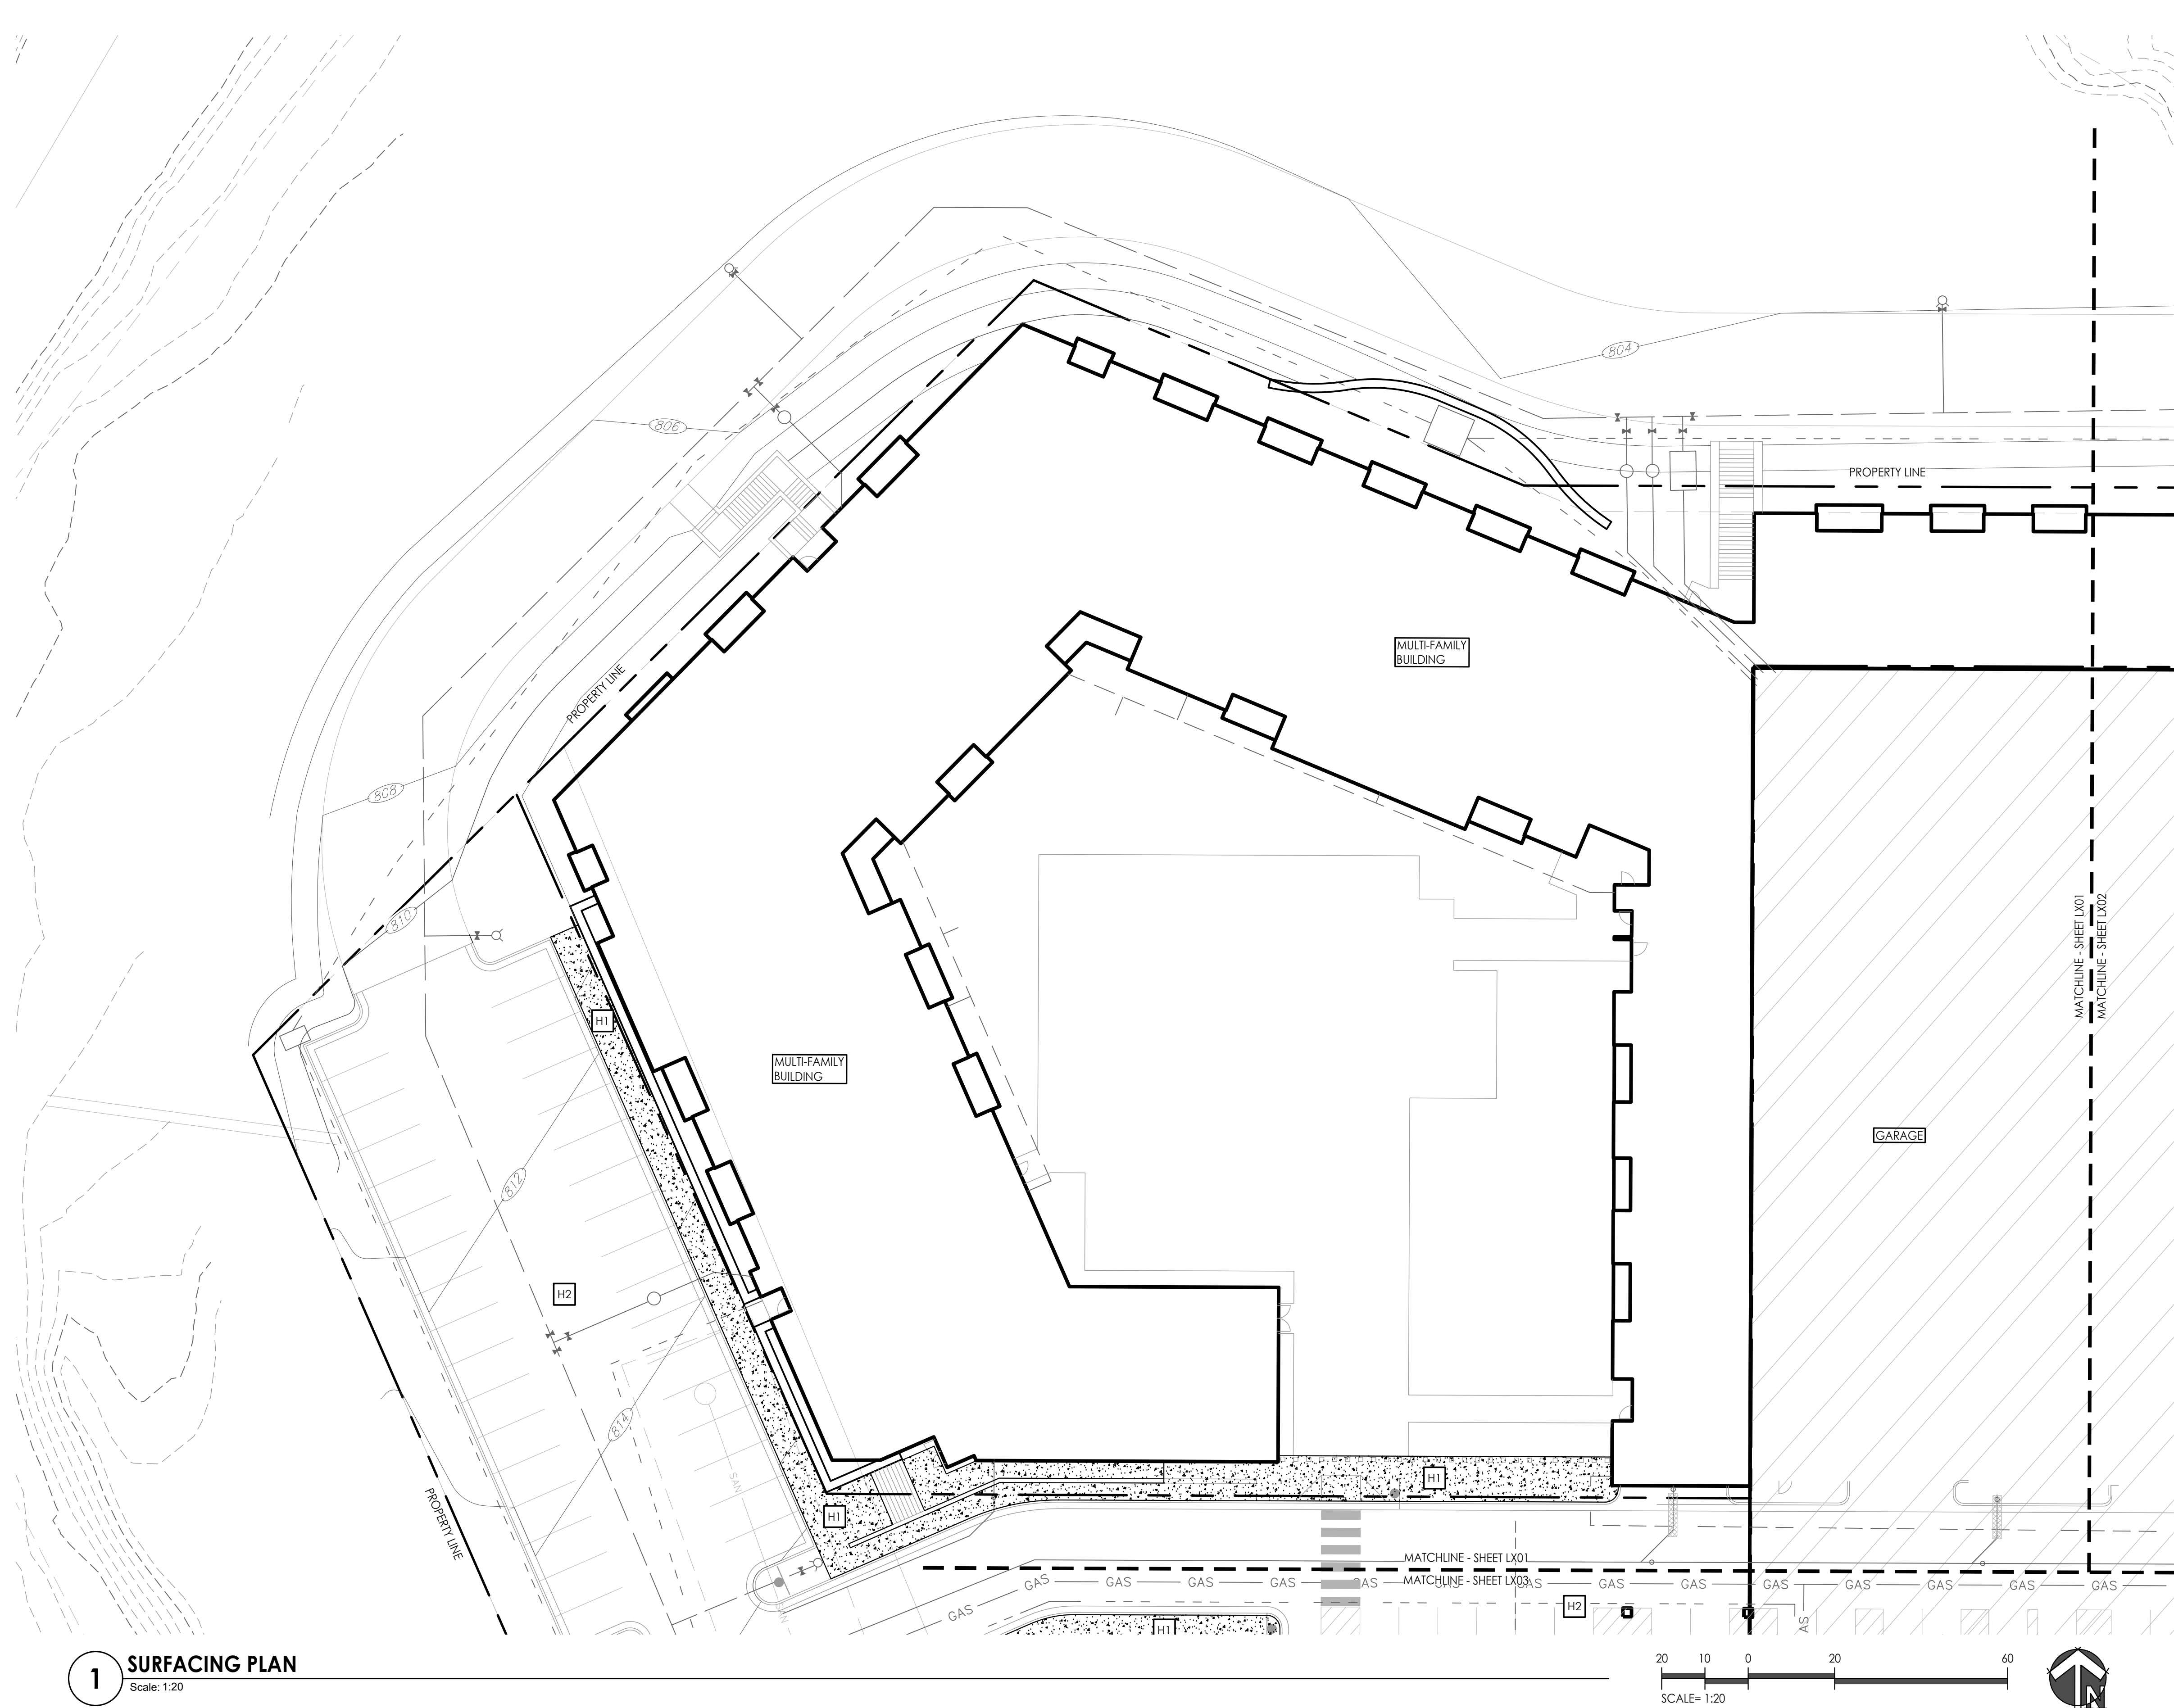 804
806
PROPERTY LINE
MULTI-FAMILY
BUILDING
PROPERTY LINE
808
810
MATCHLINE - SHEET LX01
MATCHLINE - SHEET LX02
H1
MULTI-FAMILY
BUILDING
GARAGE
812
H2
814
SAN
H1
H1
PROPERTY LINE
MATCHLINE - SHEET LX01
MATCHLINE - SHEET LX03
GAS GAS GAS GAS AS GAS GAS GAS GAS GAS GAS GAS
GAS
H2
H1
AS
1
SURFACING PLAN
Scale: 1:20
20 10 0 20 60
SCALE= 1:20
N